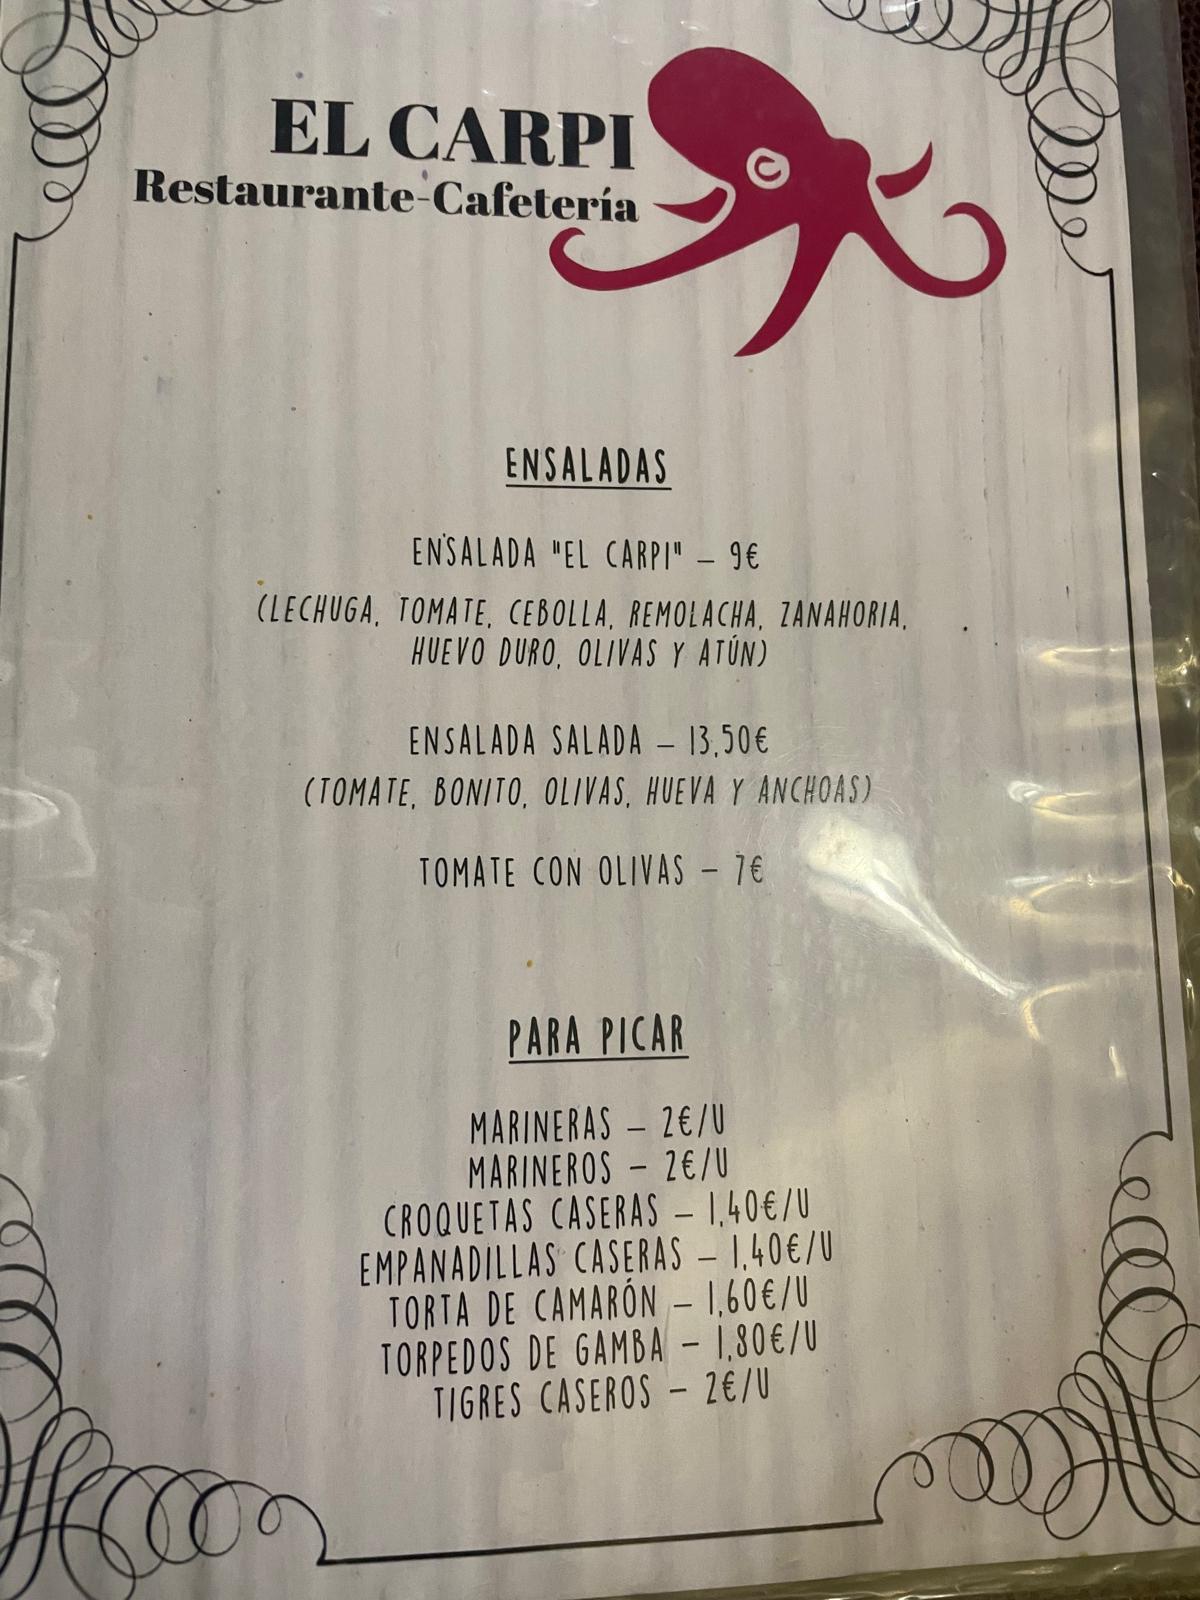 EL CARPI
Restaurante-Cafetería
ENSALADAS
ENSALADA "EL CARPI" – 9€
(LECHUGA, TOMATE, CEBOLLA, REMOLACHA, ZANAHORIA,
HUEVO DURO, OLIVAS Y ATÚN)
ENSALADA SALADA – 13,50€
(TOMATE, BONITO, OLIVAS, HUEVA Y ANCHOAS)
TOMATE CON OLIVAS – 7€
PARA PICAR
MARINERAS – 2€/U
MARINEROS – 2€/U
CROQUETAS CASERAS – 1,40€/U
EMPANADILLAS CASERAS – 1,40€/U
TORTA DE CAMARÓN – 1,60€/U
TORPEDOS DE GAMBA – 1,80€/U
TIGRES CASEROS – 2€/U